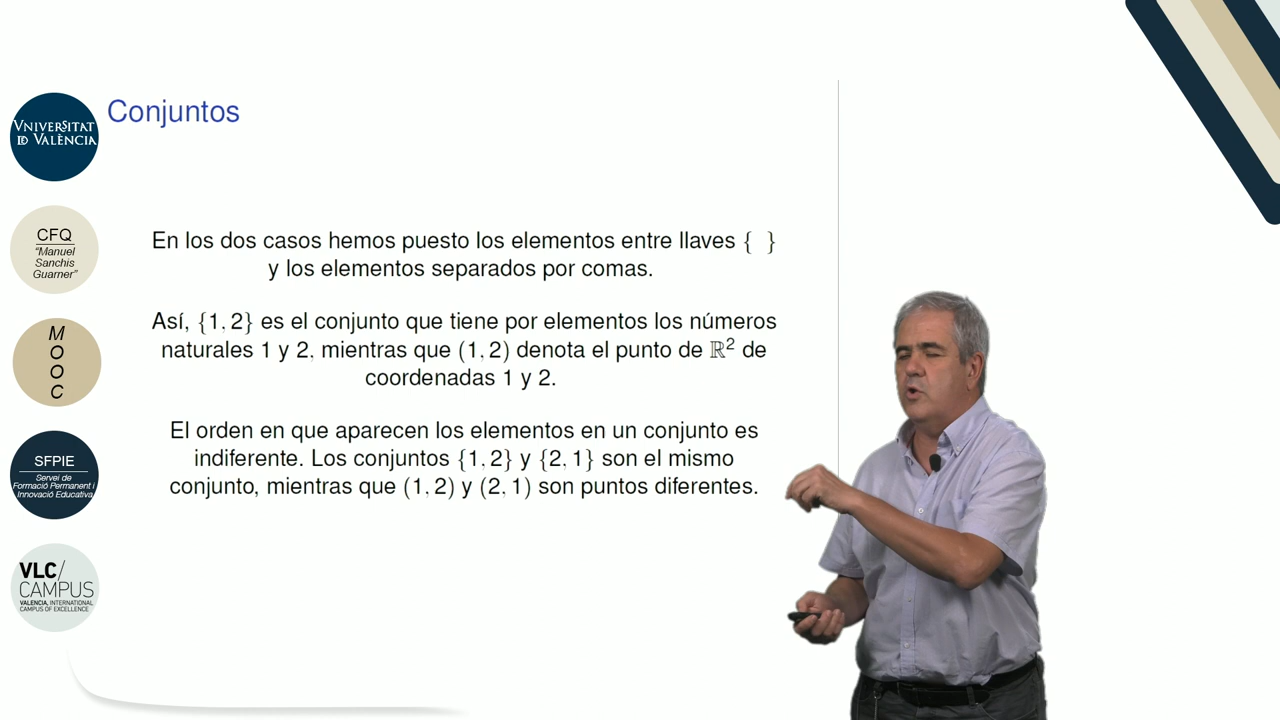 Conjuntos
VNIVERSITAT
ID VALÈNCIA
CFQ
“Manuel
Sanchis
Guarner”
M
O
O
C
SFPIE
Servei de
Formació Permanent i
Innovació Educativa
VLC/
CAMPUS
VALENCIA, INTERNATIONAL
CAMPUS OF EXCELLENCE
En los dos casos hemos puesto los elementos entre llaves { }
y los elementos separados por comas.
Así, {1, 2} es el conjunto que tiene por elementos los números
naturales 1 y 2, mientras que (1, 2) denota el punto de ℝ² de
coordenadas 1 y 2.
El orden en que aparecen los elementos en un conjunto es
indiferente. Los conjuntos {1, 2} y {2, 1} son el mismo
conjunto, mientras que (1, 2) y (2, 1) son puntos diferentes.